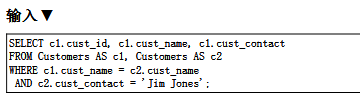 输入▼
SELECT c1.cust_id, c1.cust_name, c1.cust_contact
FROM Customers AS c1, Customers AS c2
WHERE c1.cust_name = c2.cust_name
AND c2.cust_contact = 'Jim Jones';